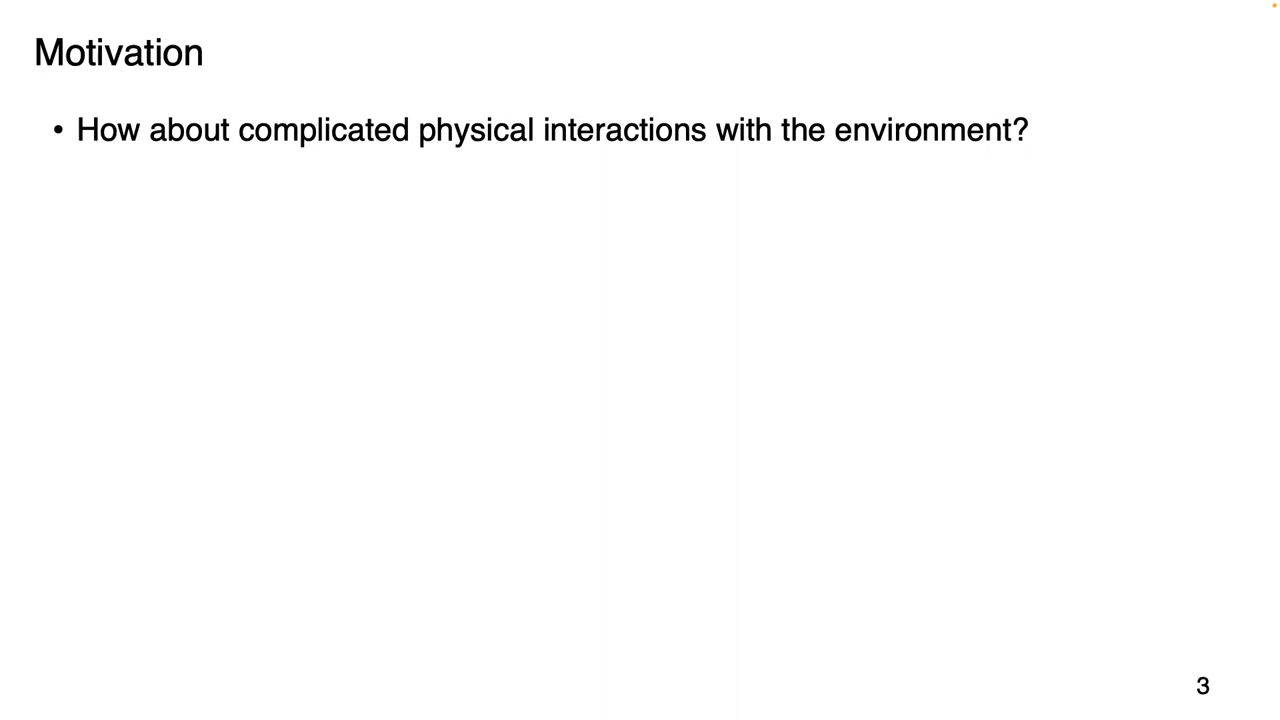 Motivation
• How about complicated physical interactions with the environment?
3